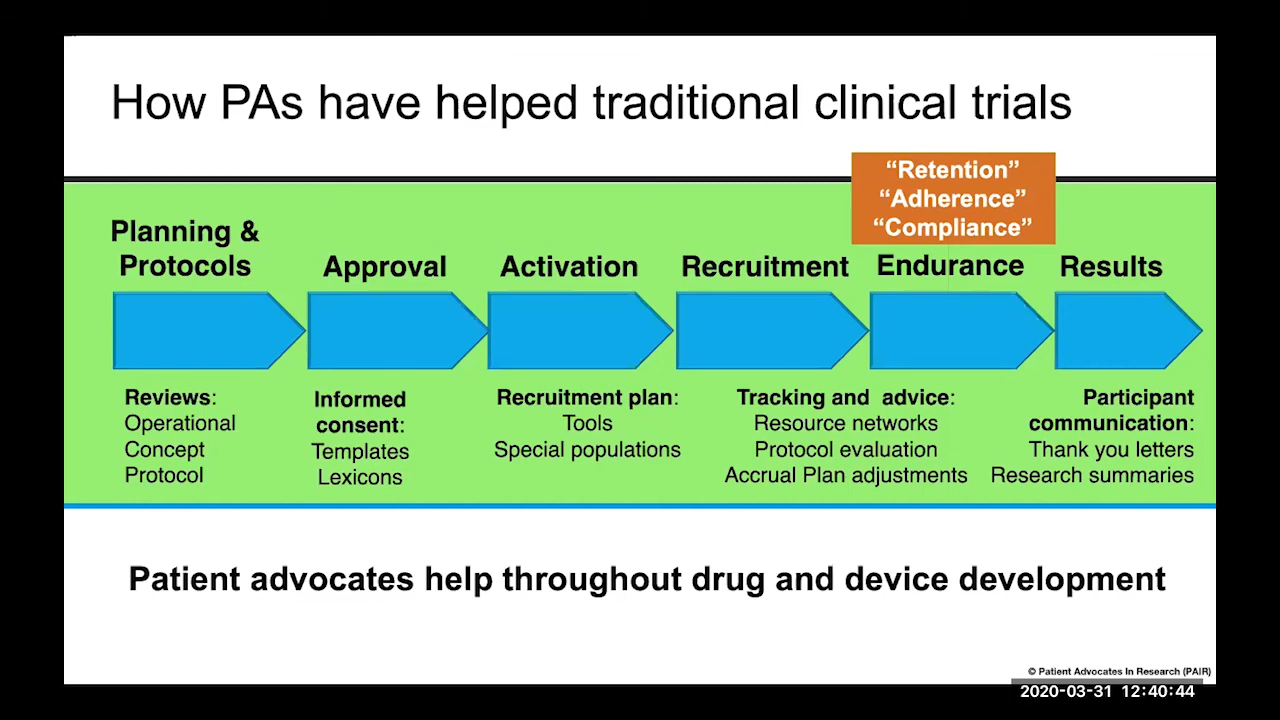 How PAs have helped traditional clinical trials
“Retention”
“Adherence”
“Compliance”
Planning &
Protocols
Approval
Activation
Recruitment
Endurance
Results
Reviews:
Operational
Concept
Protocol
Informed
consent:
Templates
Lexicons
Recruitment plan:
Tools
Special populations
Tracking and advice:
Resource networks
Protocol evaluation
Accrual Plan adjustments
Participant
communication:
Thank you letters
Research summaries
Patient advocates help throughout drug and device development
© Patient Advocates In Research (PAIR)
2020-03-31 12:40:44